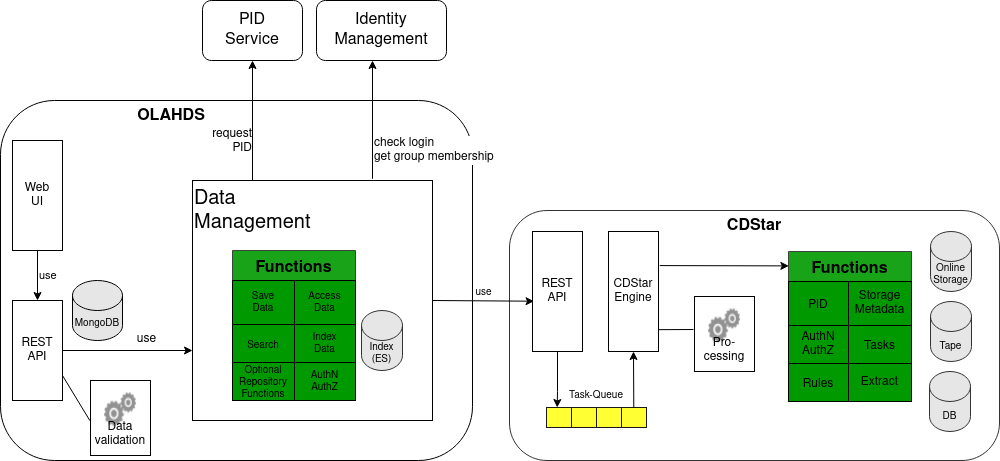 PID
Service
Identity
Management
OLAHDS
request
PID
check login
get group membership
Web
UI
use
REST
API
MongoDB
use
Data
validation
Data
Management
Functions
Save
Data
Access
Data
Search
Index
Data
Optional
Repository
Functions
AuthN
AuthZ
Index
(ES)
use
CDStar
REST
API
CDStar
Engine
Task-Queue
Pro-
cessing
Functions
PID
Storage
Metadata
AuthN
AuthZ
Tasks
Rules
Extract
Online
Storage
Tape
DB